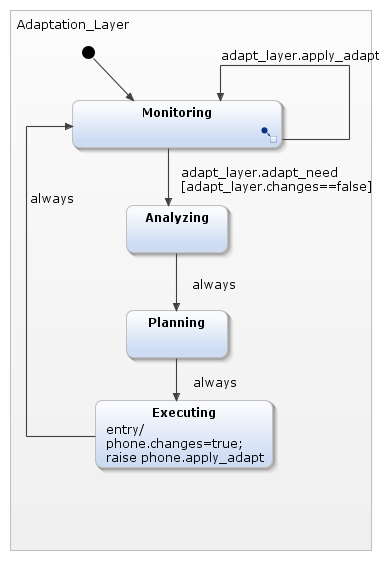 Adaptation_Layer
adapt_layer.apply_adapt
Monitoring
adapt_layer.adapt_need
[adapt_layer.changes==false]
always
Analyzing
always
Planning
always
Executing
entry/
phone.changes=true;
raise phone.apply_adapt